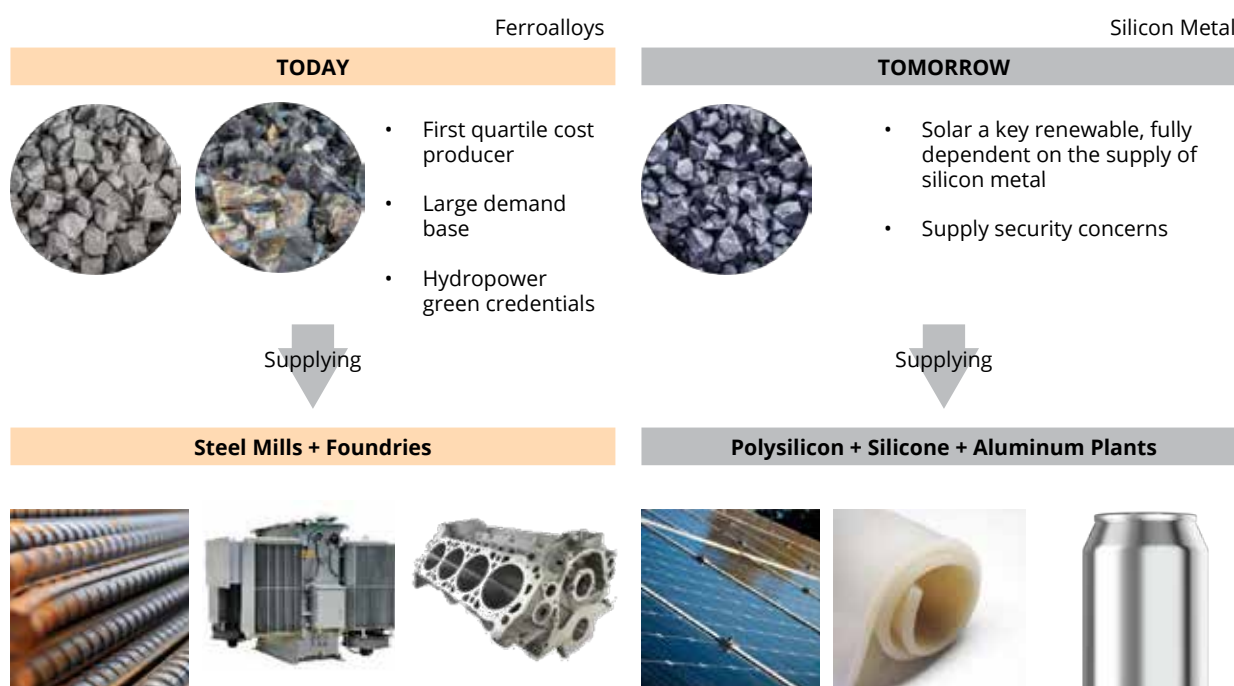 Ferroalloys
TODAY
• First quartile cost
producer
• Large demand
base
• Hydropower
green credentials
Supplying
Steel Mills + Foundries
Silicon Metal
TOMORROW
• Solar a key renewable, fully
dependent on the supply of
silicon metal
• Supply security concerns
Supplying
Polysilicon + Silicone + Aluminum Plants